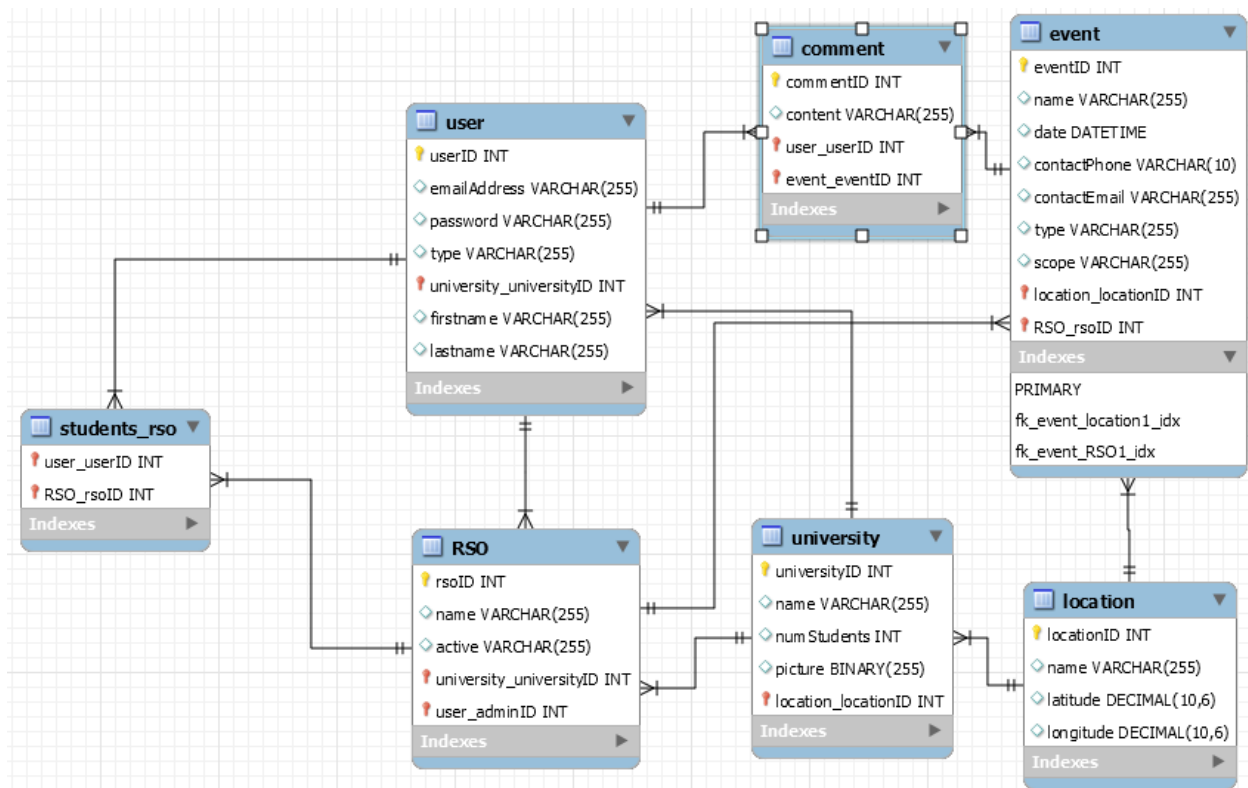 comment
commentID INT
content VARCHAR(255)
user_userID INT
event_eventID INT
Indexes
event
eventID INT
name VARCHAR(255)
date DATETIME
contactPhone VARCHAR(10)
contactEmail VARCHAR(255)
type VARCHAR(255)
scope VARCHAR(255)
location_locationID INT
RSO_rsoID INT
Indexes
PRIMARY
fk_event_location1_idx
fk_event_RSO1_idx
user
userID INT
emailAddress VARCHAR(255)
password VARCHAR(255)
type VARCHAR(255)
university_universityID INT
firstname VARCHAR(255)
lastname VARCHAR(255)
Indexes
students_rso
user_userID INT
RSO_rsoID INT
Indexes
RSO
rsoID INT
name VARCHAR(255)
active VARCHAR(255)
university_universityID INT
user_adminID INT
Indexes
university
universityID INT
name VARCHAR(255)
numStudents INT
picture BINARY(255)
location_locationID INT
Indexes
location
locationID INT
name VARCHAR(255)
latitude DECIMAL(10,6)
longitude DECIMAL(10,6)
Indexes